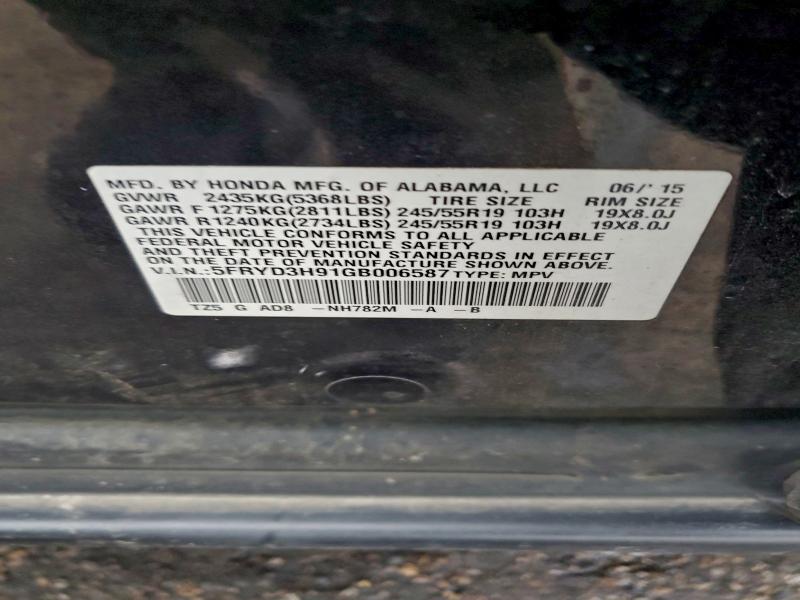 MFD. BY HONDA MFG. OF ALABAMA, LLC 06/'15
GVWR 2435KG(5368LBS) TIRE SIZE RIM SIZE
GAWR F 1275KG(2811LBS) 245/55R19 103H 19X8.0J
GAWR R 1240KG(2734LBS) 245/55R19 103H 19X8.0J
THIS VEHICLE CONFORMS TO ALL APPLICABLE
FEDERAL MOTOR VEHICLE SAFETY
AND THEFT PREVENTION STANDARDS IN EFFECT
ON THE DATE OF MANUFACTURE SHOWN ABOVE.
V.I.N.:5FRYD3H91GB006587 TYPE: MPV
TZ5 G AD8 -NH782M -A -B